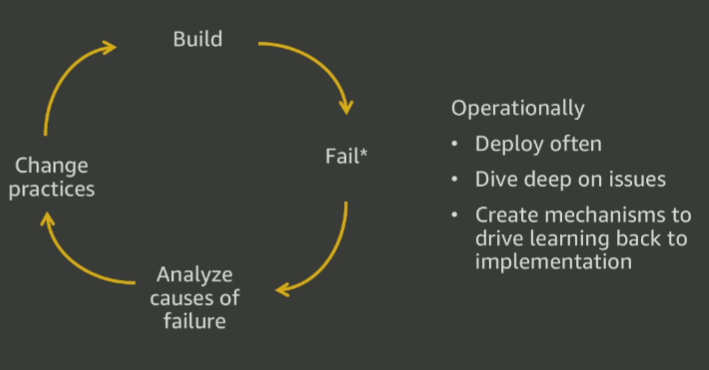 Build
Fail*
Analyze
causes of
failure
Change
practices
Operationally
• Deploy often
• Dive deep on issues
• Create mechanisms to
drive learning back to
implementation